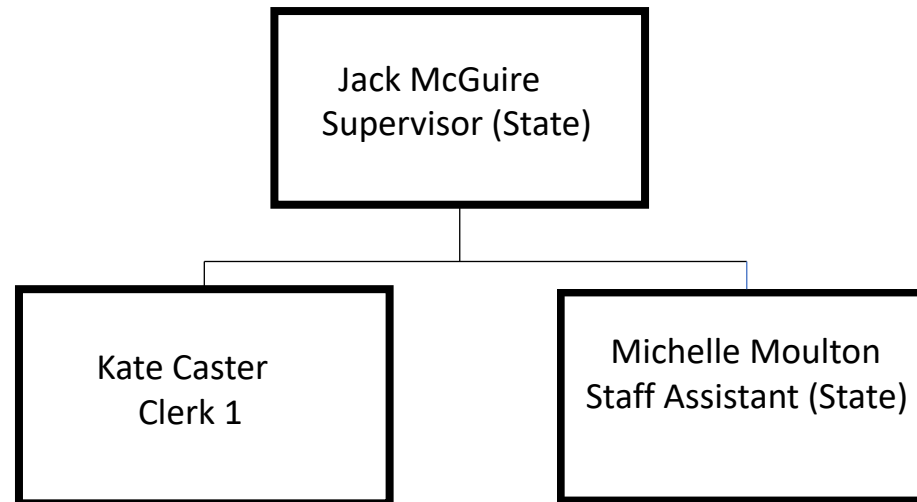 Jack McGuire
Supervisor (State)
Kate Caster
Clerk 1
Michelle Moulton
Staff Assistant (State)